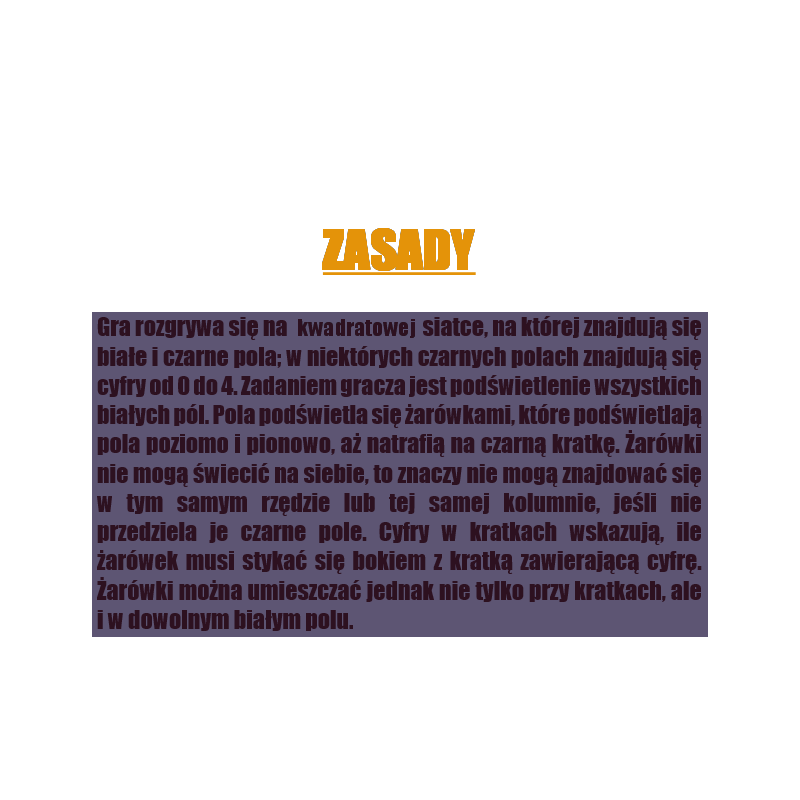 ZASADY
Gra rozgrywa się na kwadratowej siatce, na której znajdują się
białe i czarne pola; w niektórych czarnych polach znajdują się
cyfry od 0 do 4. Zadaniem gracza jest podświetlenie wszystkich
białych pól. Pola podświetla się żarówkami, które podświetlają
pola poziomo i pionowo, aż natrafią na czarną kratkę. Żarówki
nie mogą świecić na siebie, to znaczy nie mogą znajdować się
w tym samym rzędzie lub tej samej kolumnie, jeśli nie
przedziela je czarne pole. Cyfry w kratkach wskazują, ile
żarówek musi stykać się bokiem z kratką zawierającą cyfrę.
Żarówki można umieszczać jednak nie tylko przy kratkach, ale
i w dowolnym białym polu.